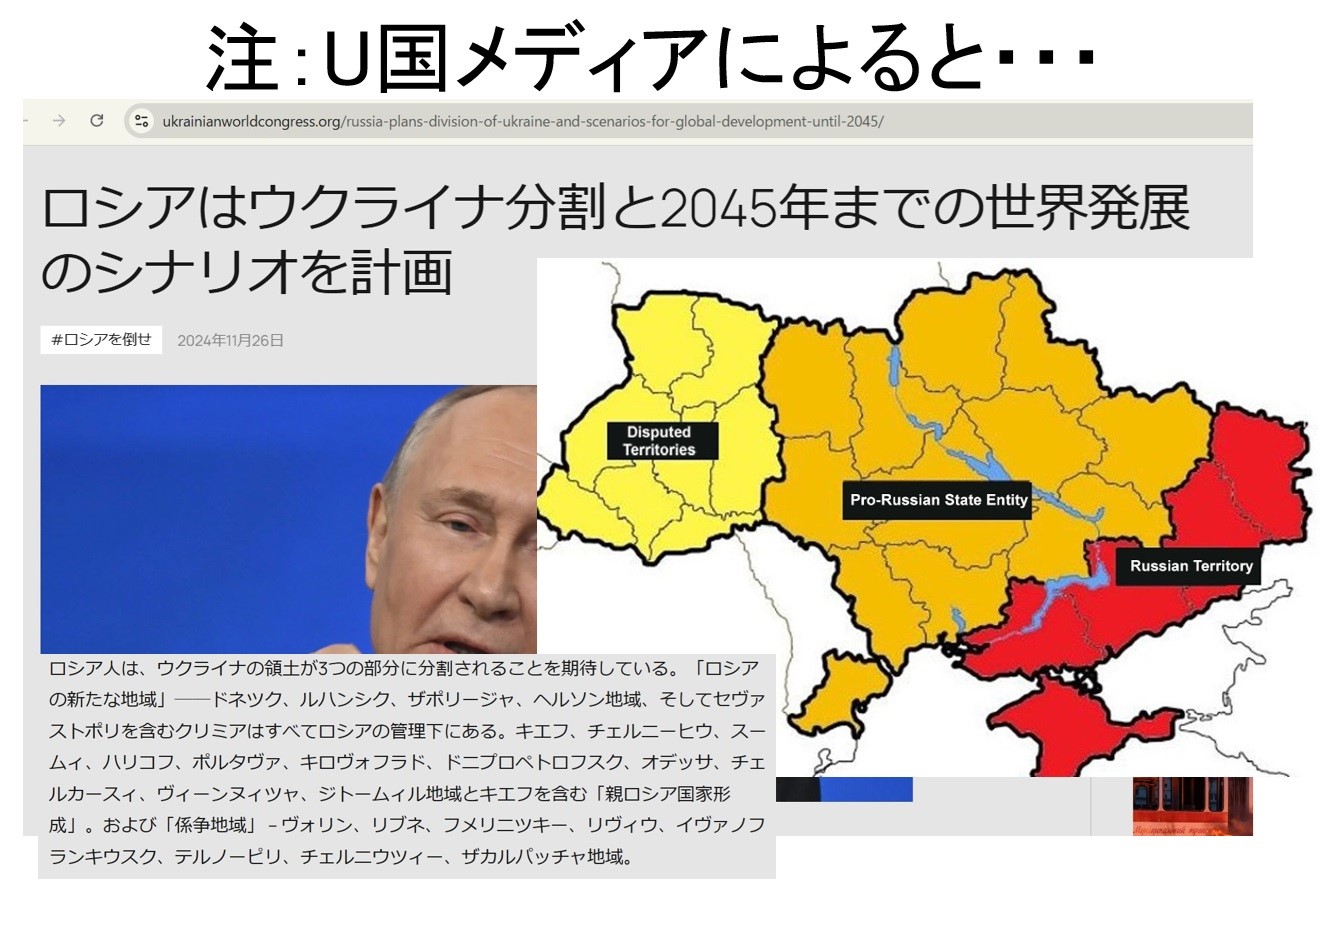 注：U国メディアによると・・・
ukrainianworldcongress.org/russia-plans-division-of-ukraine-and-scenarios-for-global-development-until-2045/
ロシアはウクライナ分割と2045年までの世界発展
のシナリオを計画
#ロシアを倒せ 2024年11月26日
Disputed
Territories
Pro-Russian State Entity
Russian Territory
ロシア人は、ウクライナの領土が3つの部分に分割されることを期待している。「ロシア
の新たな地域」──ドネツク、ルハンシク、ザポリージャ、ヘルソン地域、そしてセヴァ
ストポリを含むクリミアはすべてロシアの管理下にある。キエフ、チェルニーヒウ、スー
ムィ、ハリコフ、ポルタヴァ、キロヴォフラド、ドニプロペトロフスク、オデッサ、チェ
ルカースィ、ヴィーンヌィツャ、ジトームィル地域とキエフを含む「親ロシア国家形
成」。および「係争地域」 – ヴォリン、リブネ、フメリニツキー、リヴィウ、イヴァノフ
ランキウスク、テルノーピリ、チェルニウツィー、ザカルパッチャ地域。